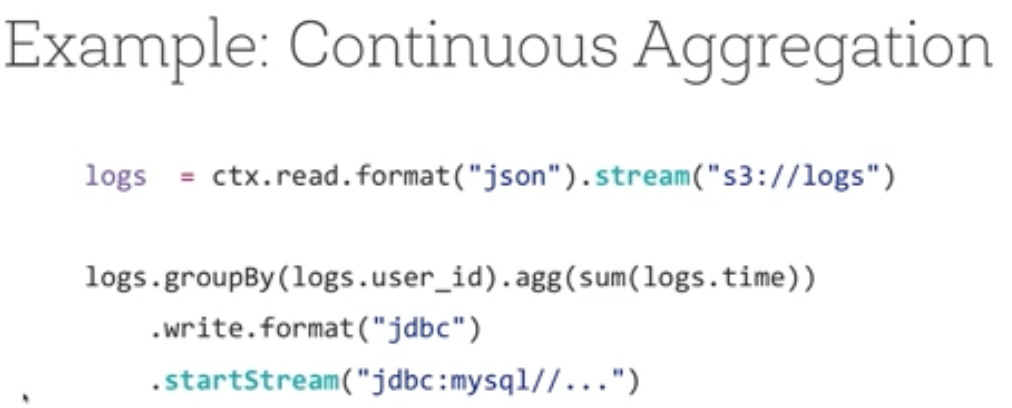 Example: Continuous Aggregation
logs = ctx.read.format("json").stream("s3://logs")
logs.groupBy(logs.user_id).agg(sum(logs.time))
.write.format("jdbc")
.startStream("jdbc:mysql//...")